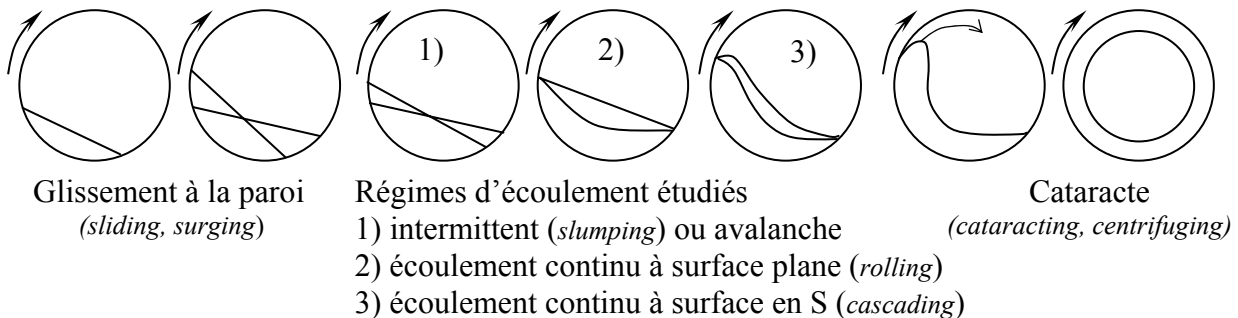 1) 2) 3)
Glissement à la paroi
(sliding, surging)
Régimes d’écoulement étudiés
1) intermittent (slumping) ou avalanche
2) écoulement continu à surface plane (rolling)
3) écoulement continu à surface en S (cascading)
Cataracte
(cataracting, centrifuging)